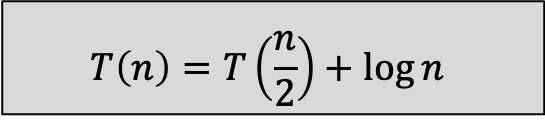 T(n) = T(n/2) + log n